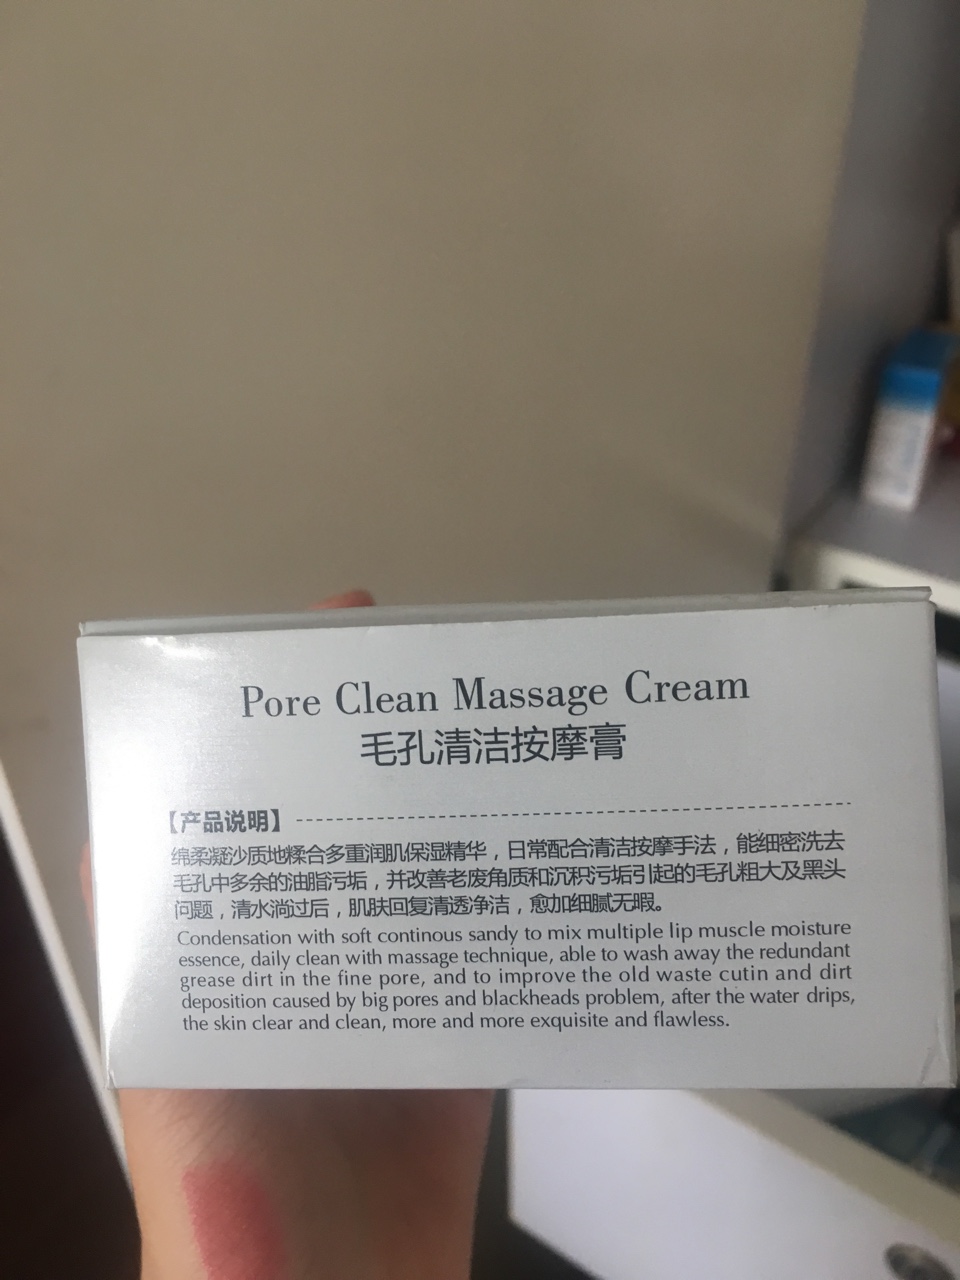 Pore Clean Massage Cream
毛孔清洁按摩膏
【产品说明】
绵柔凝沙质地糅合多重润肌保湿精华，日常配合清洁按摩手法，能细密洗去
毛孔中多余的油脂污垢，并改善老废角质和沉积污垢引起的毛孔粗大及黑头
问题，清水淌过后，肌肤回复清透净洁，愈加细腻无暇。
Condensation with soft continous sandy to mix multiple lip muscle moisture
essence, daily clean with massage technique, able to wash away the redundant
grease dirt in the fine pore, and to improve the old waste cutin and dirt
deposition caused by big pores and blackheads problem, after the water drips,
the skin clear and clean, more and more exquisite and flawless.